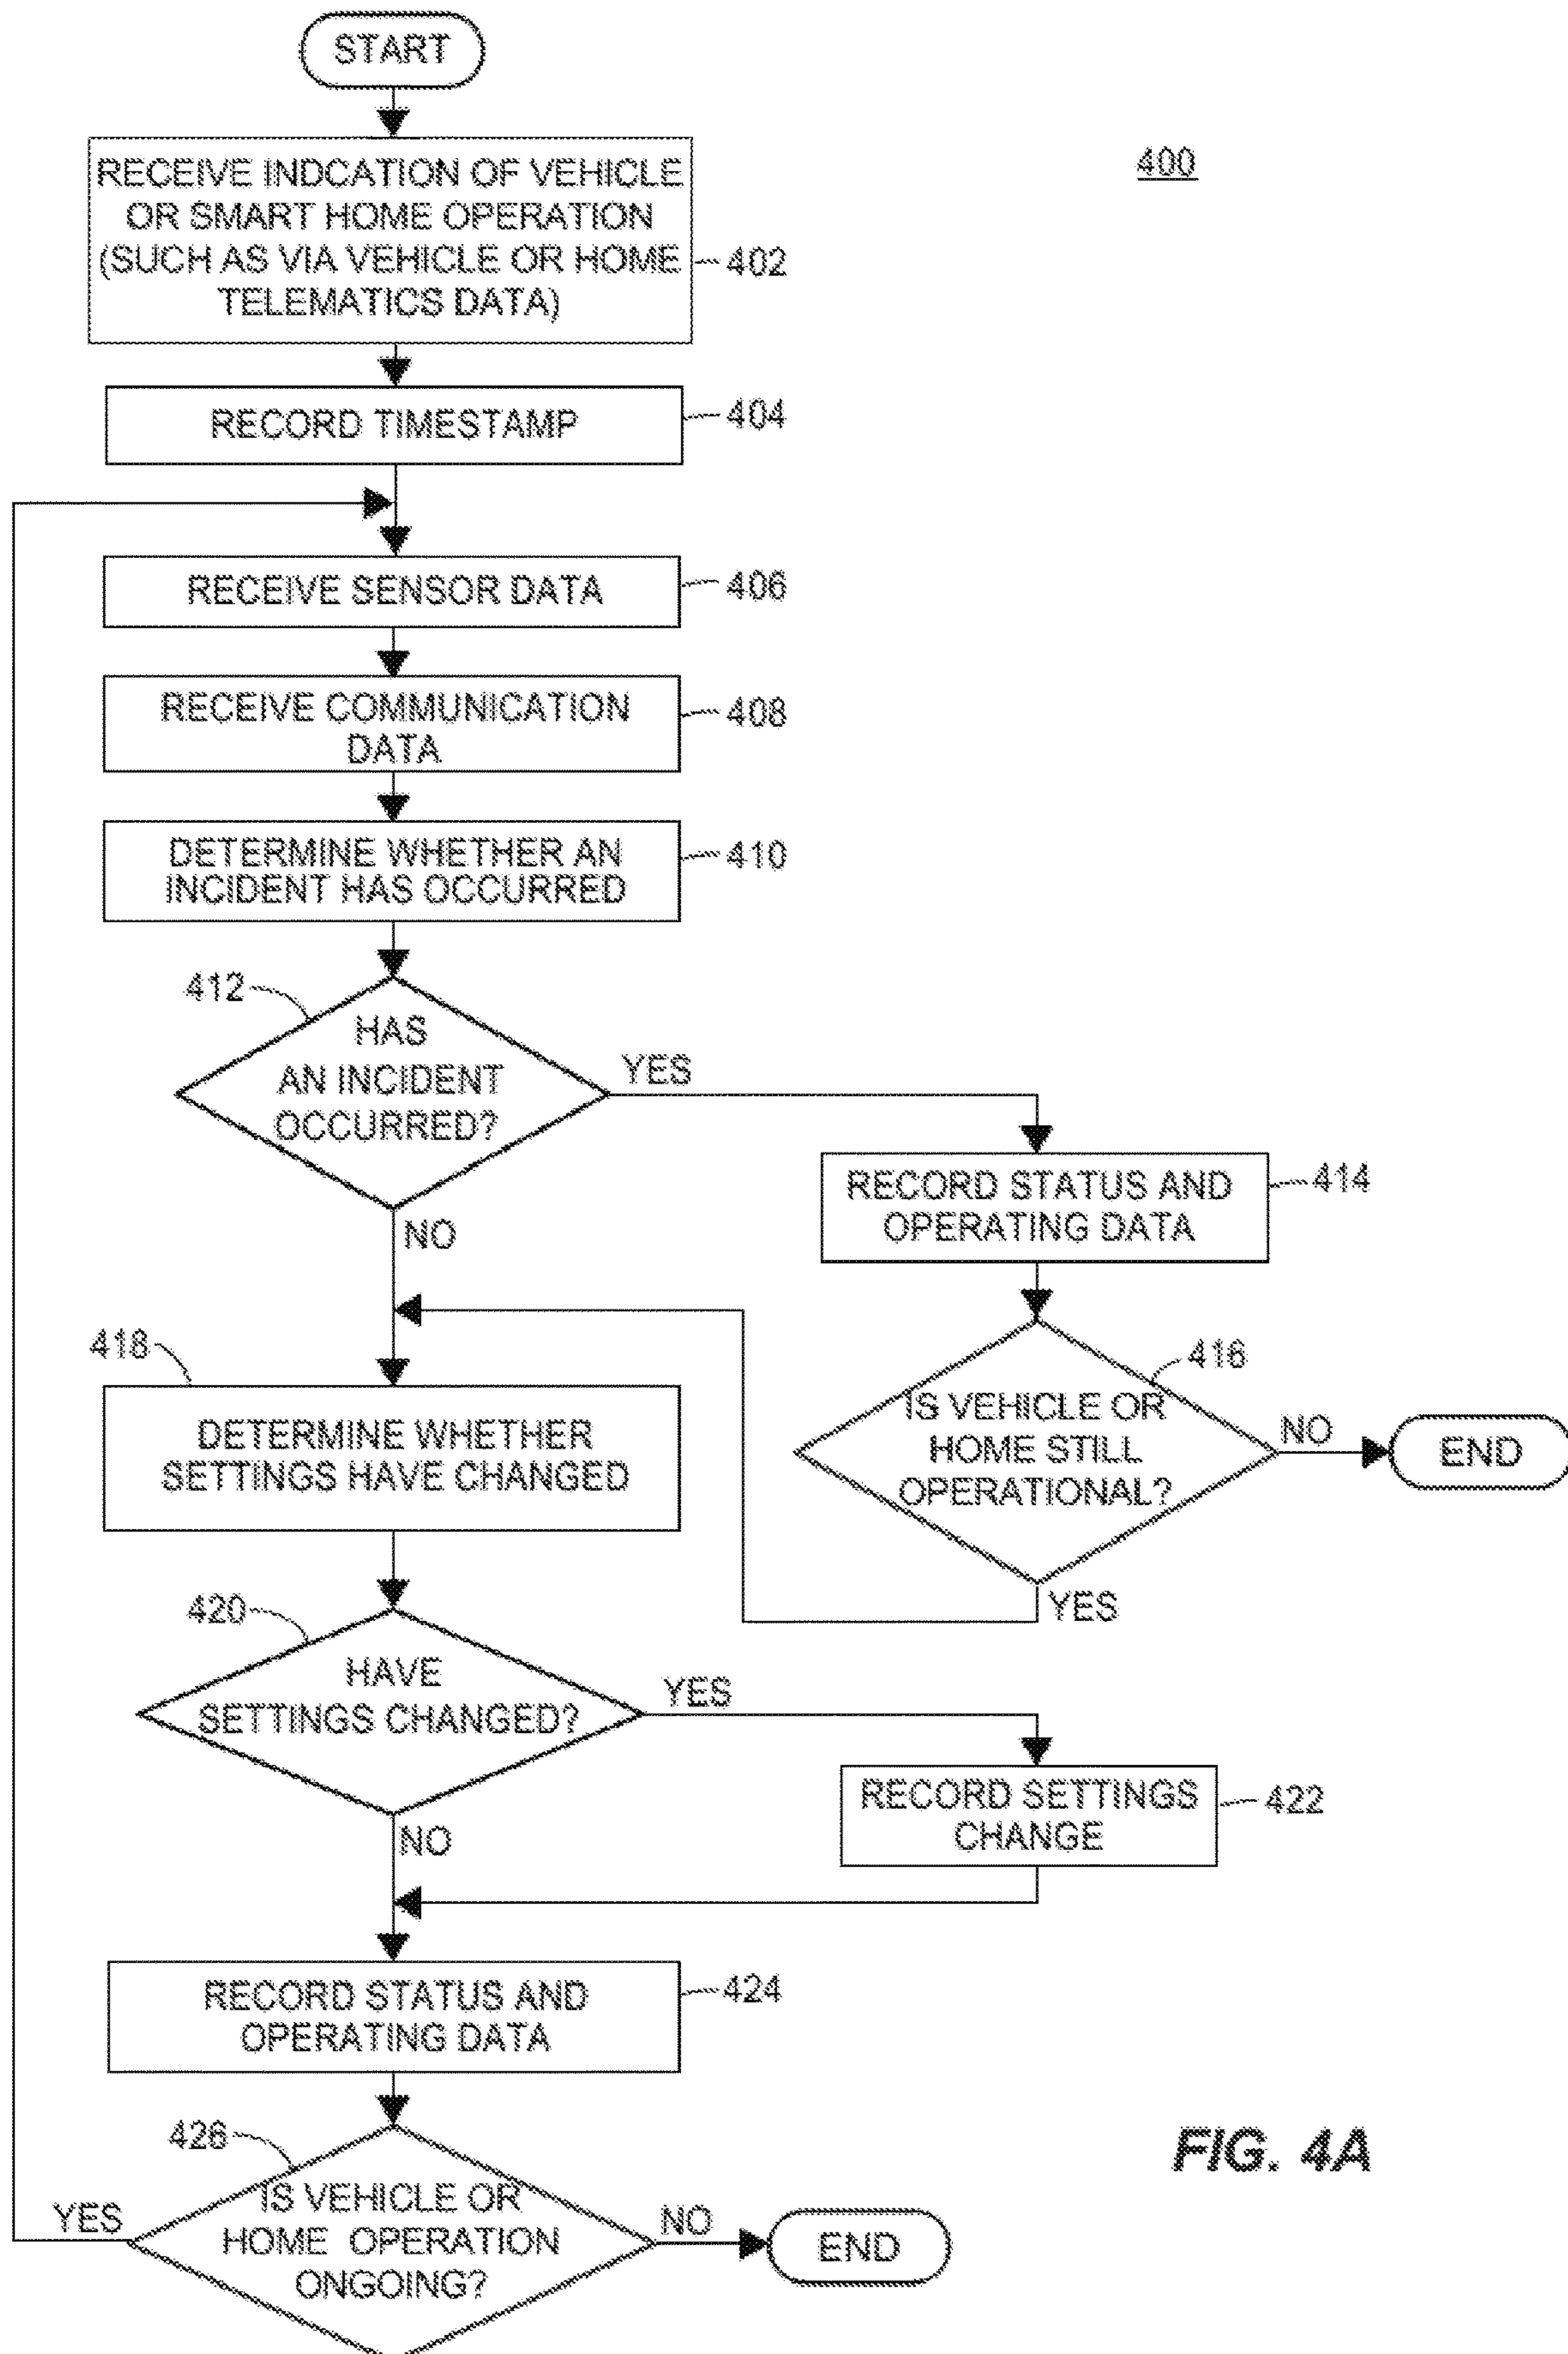 START
400
RECEIVE INDCATION OF VEHICLE
OR SMART HOME OPERATION
(SUCH AS VIA VEHICLE OR HOME
TELEMATICS DATA)
402
RECORD TIMESTAMP
404
RECEIVE SENSOR DATA
406
RECEIVE COMMUNICATION
DATA
408
DETERMINE WHETHER AN
INCIDENT HAS OCCURRED
410
412
HAS
AN INCIDENT
OCCURRED?
YES
NO
RECORD STATUS AND
OPERATING DATA
414
416
IS VEHICLE OR
HOME STILL
OPERATIONAL?
NO
END
YES
418
DETERMINE WHETHER
SETTINGS HAVE CHANGED
420
HAVE
SETTINGS CHANGED?
YES
NO
RECORD SETTINGS
CHANGE
422
RECORD STATUS AND
OPERATING DATA
424
426
IS VEHICLE OR
HOME OPERATION
ONGOING?
YES
NO
END
FIG. 4A